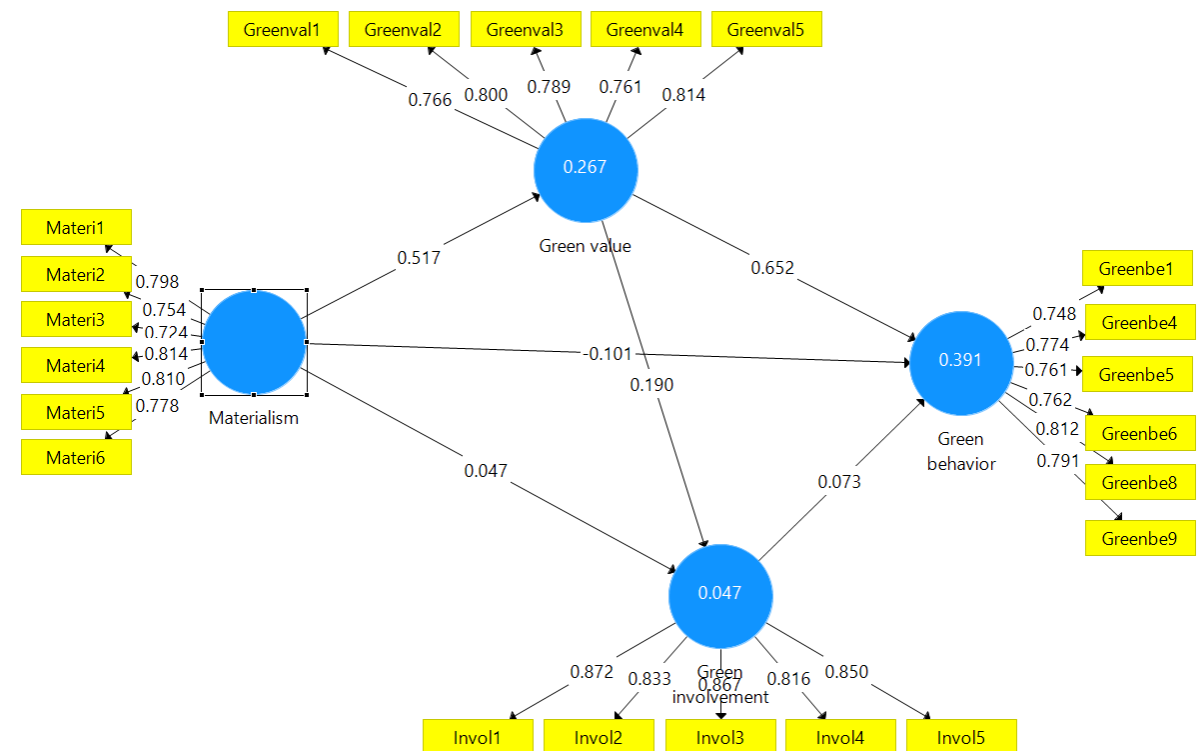 Greenval1 Greenval2 Greenval3 Greenval4 Greenval5
0.766 0.800 0.789 0.761 0.814
0.267
Green value
Materi1
Materi2
Materi3
Materi4
Materi5
Materi6
0.798
0.754
0.724
0.814
0.810
0.778
Materialism
0.517
0.652
-0.101
0.190
0.047
0.073
0.391
Green
behavior
0.748
0.774
0.761
0.762
0.812
0.791
Greenbe1
Greenbe4
Greenbe5
Greenbe6
Greenbe8
Greenbe9
0.047
Green
involvement
0.872 0.833 0.867 0.816 0.850
Invol1 Invol2 Invol3 Invol4 Invol5